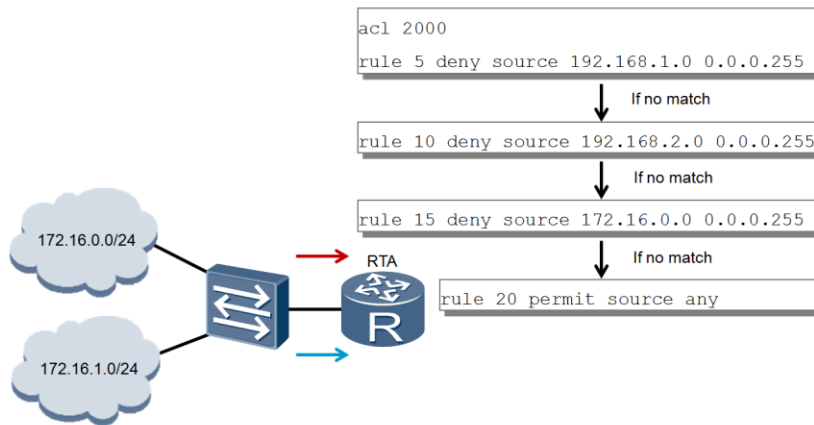 acl 2000
rule 5 deny source 192.168.1.0 0.0.0.255
If no match
rule 10 deny source 192.168.2.0 0.0.0.255
If no match
rule 15 deny source 172.16.0.0 0.0.0.255
If no match
rule 20 permit source any
172.16.0.0/24
RTA
R
172.16.1.0/24